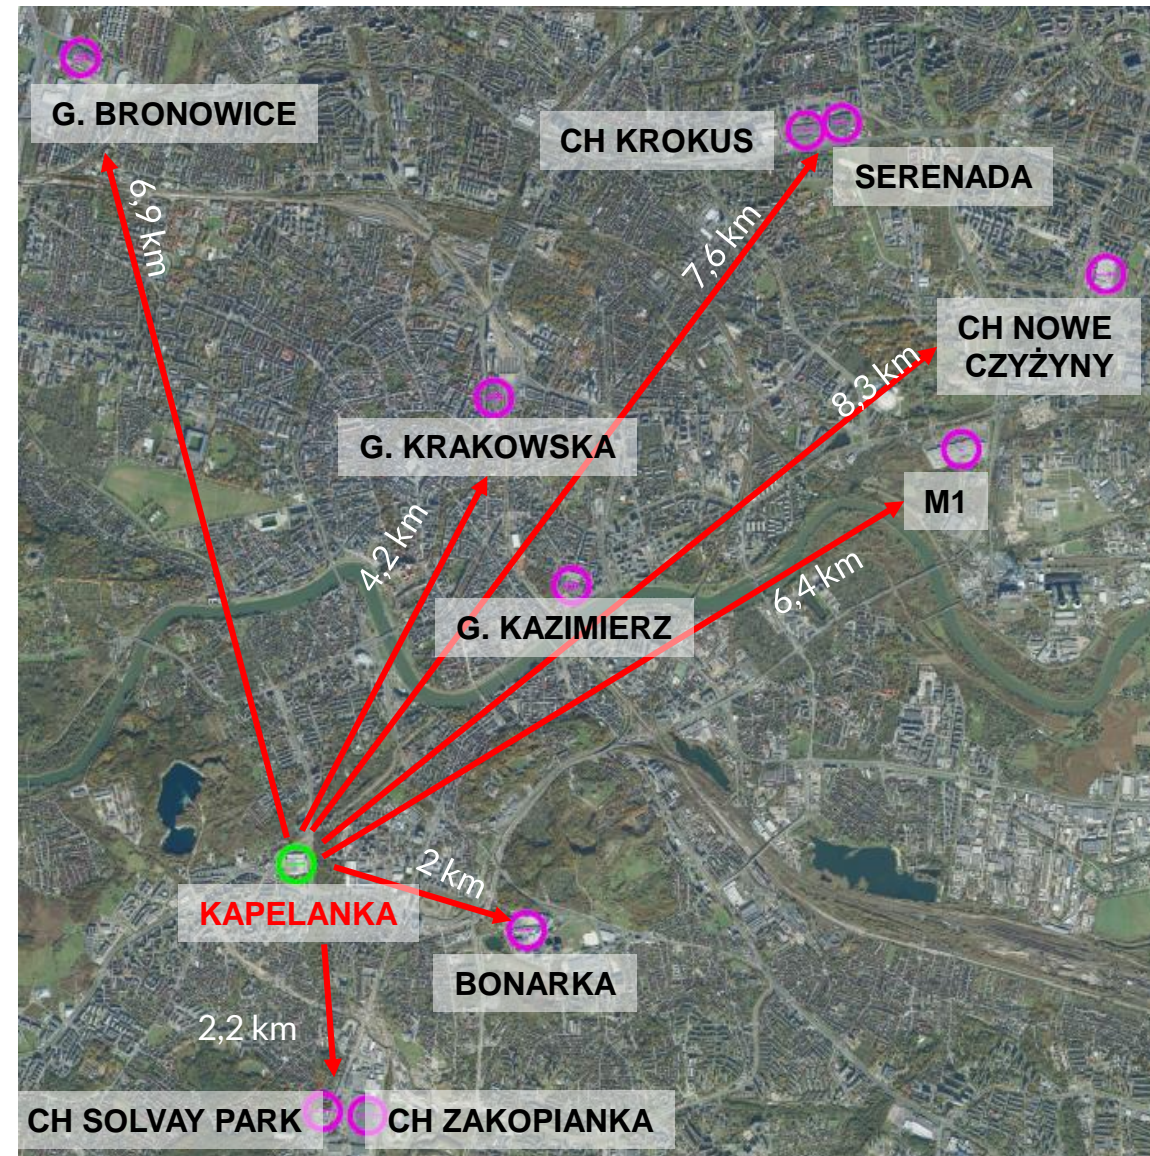 G. BRONOWICE
CH KROKUS
SERENADA
6,9 km
7,6 km
CH NOWE
CZYŻYNY
8,3 km
G. KRAKOWSKA
M1
4,2 km
6,4 km
G. KAZIMIERZ
2 km
KAPELANKA
BONARKA
2,2 km
CH SOLVAY PARK
CH ZAKOPIANKA